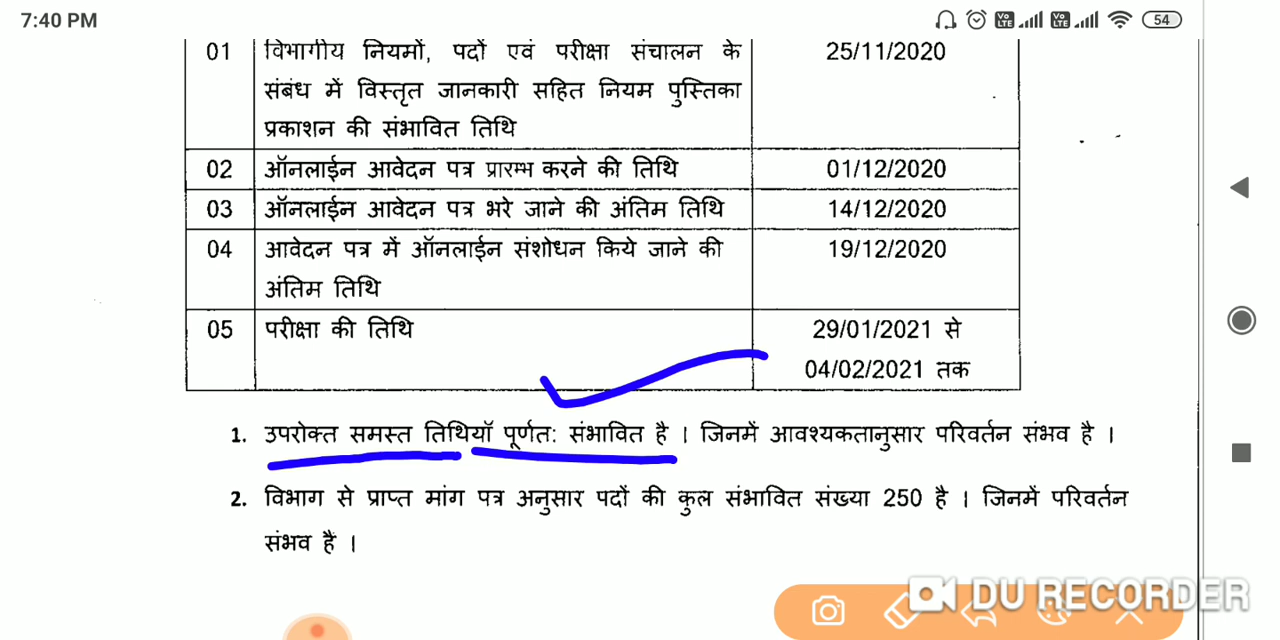 7:40 PM
54
01 विभागीय नियमों, पदों एवं परीक्षा संचालन के 25/11/2020
संबंध में विस्तृत जानकारी सहित नियम पुस्तिका
प्रकाशन की संभावित तिथि
02 ऑनलाईन आवेदन पत्र प्रारम्भ करने की तिथि 01/12/2020
03 ऑनलाईन आवेदन पत्र भरे जाने की अंतिम तिथि 14/12/2020
04 आवेदन पत्र में ऑनलाईन संशोधन किये जाने की 19/12/2020
अंतिम तिथि
05 परीक्षा की तिथि 29/01/2021 से
04/02/2021 तक
1. उपरोक्त समस्त तिथियॉ पूर्णत: संभावित है । जिनमें आवश्यकतानुसार परिवर्तन संभव है ।
2. विभाग से प्राप्त मांग पत्र अनुसार पदों की कुल संभावित संख्या 250 है । जिनमें परिवर्तन
संभव है ।
DU RECORDER